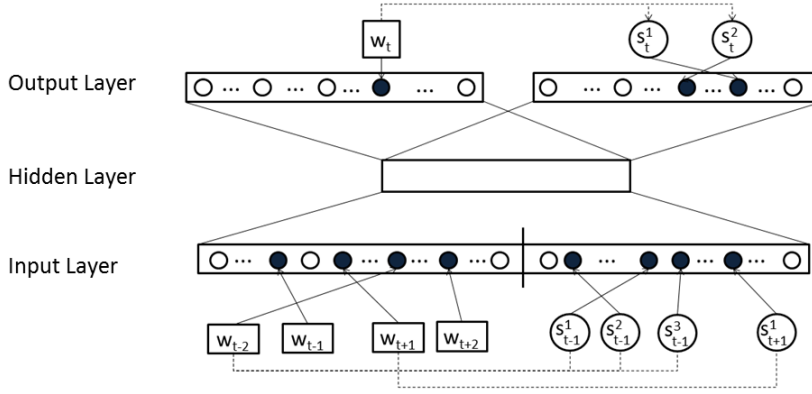 w_t s_t^1 s_t^2
Output Layer ... ... ... ... ... ... ...
Hidden Layer
Input Layer ... ... ... ... ... ... ...
w_{t-2} w_{t-1} w_{t+1} w_{t+2} s_{t-1}^1 s_{t-1}^2 s_{t-1}^3 s_{t+1}^1